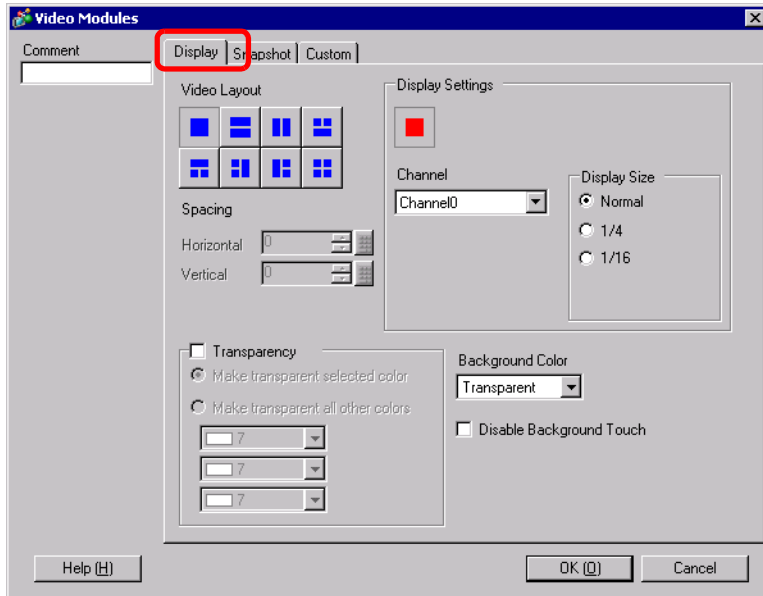 Video Modules
Comment
Display
Snapshot
Custom
Video Layout
Display Settings
Channel
Channel0
Display Size
Normal
1/4
1/16
Spacing
Horizontal
0
Vertical
0
Transparency
Make transparent selected color
Make transparent all other colors
7
7
7
Background Color
Transparent
Disable Background Touch
Help (H)
OK (O)
Cancel